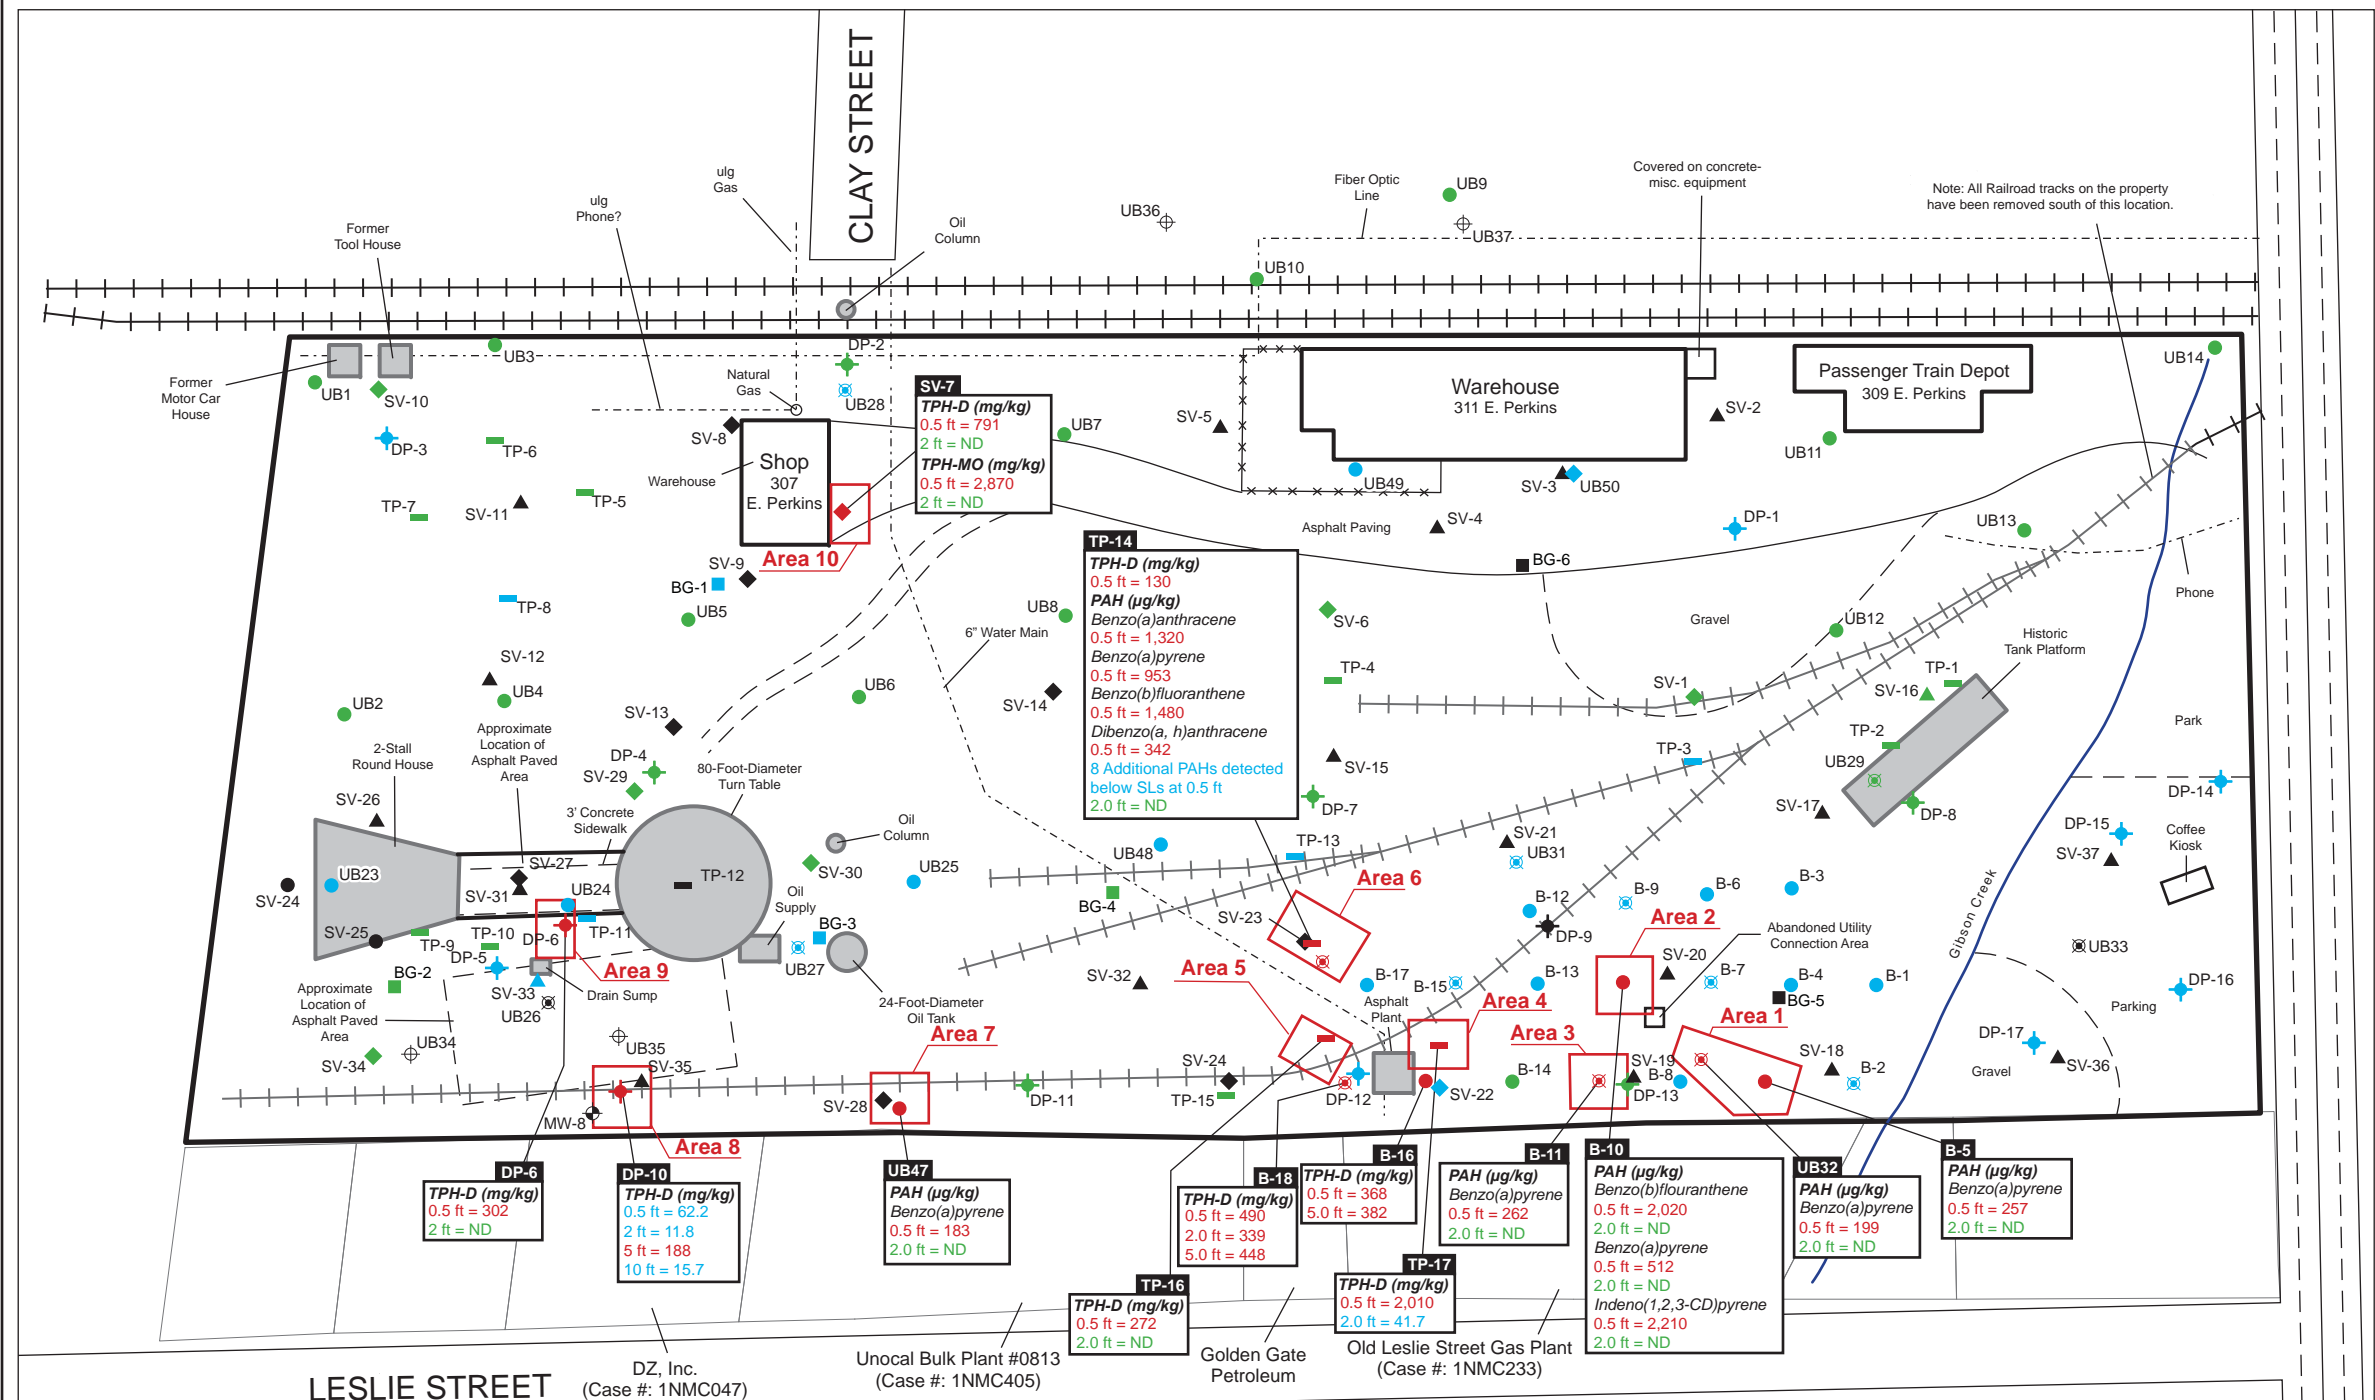 CLAY STREET
ulg
Gas
ulg
Phone?
Former
Tool House
Oil
Column
UB36
Fiber Optic
Line
UB9
UB37
Covered on concrete-
misc. equipment
Note: All Railroad tracks on the property
have been removed south of this location.
UB10
Former
Motor Car
House
UB1
SV-10
UB3
DP-3
TP-6
TP-7
SV-11
TP-5
Natural
Gas
DP-2
UB28
SV-8
Warehouse
Shop
307
E. Perkins
SV-7
TPH-D (mg/kg)
0.5 ft = 791
2 ft = ND
TPH-MO (mg/kg)
0.5 ft = 2,870
2 ft = ND
Area 10
UB7
SV-5
Warehouse
311 E. Perkins
UB49
SV-3
UB50
SV-2
Passenger Train Depot
309 E. Perkins
UB11
UB14
Asphalt Paving
SV-4
DP-1
UB13
BG-6
Phone
SV-9
BG-1
UB5
TP-8
SV-12
UB4
UB2
UB8
6” Water Main
SV-14
UB6
SV-13
TP-14
TPH-D (mg/kg)
0.5 ft = 130
PAH (µg/kg)
Benzo(a)anthracene
0.5 ft = 1,320
Benzo(a)pyrene
0.5 ft = 953
Benzo(b)fluoranthene
0.5 ft = 1,480
Dibenzo(a, h)anthracene
0.5 ft = 342
8 Additional PAHs detected
below SLs at 0.5 ft
2.0 ft = ND
SV-6
TP-4
Gravel
UB12
SV-1
Historic
Tank Platform
TP-1
SV-16
TP-2
UB29
SV-17
DP-8
TP-3
Park
DP-14
DP-15
SV-37
Coffee
Kiosk
2-Stall
Round House
Approximate
Location of
Asphalt Paved
Area
DP-4
SV-29
80-Foot-Diameter
Turn Table
3’ Concrete
Sidewalk
SV-26
SV-24
UB23
SV-25
SV-27
SV-31
UB24
TP-12
Oil
Column
SV-30
UB25
Oil
Supply
BG-3
UB27
24-Foot-Diameter
Oil Tank
TP-9
TP-10
DP-6
TP-11
DP-5
BG-2
SV-33
UB26
Drain Sump
Area 9
Approximate
Location of
Asphalt Paved
Area
UB34
SV-34
UB35
SV-35
MW-8
Area 8
SV-15
DP-7
UB48
TP-13
BG-4
SV-21
UB31
Area 6
SV-23
SV-32
Area 5
B-12
DP-9
B-9
B-6
B-3
Area 2
Abandoned Utility
Connection Area
B-17
B-15
B-13
SV-20
B-7
B-4
BG-5
B-1
Gibson Creek
UB33
DP-16
Parking
DP-17
SV-36
Gravel
Asphalt
Plant
Area 4
Area 3
Area 1
Area 7
SV-28
DP-11
SV-24
TP-15
DP-12
SV-22
B-14
SV-19
B-8
DP-13
SV-18
B-2
DP-6
TPH-D (mg/kg)
0.5 ft = 302
2 ft = ND
DP-10
TPH-D (mg/kg)
0.5 ft = 62.2
2 ft = 11.8
5 ft = 188
10 ft = 15.7
UB47
PAH (µg/kg)
Benzo(a)pyrene
0.5 ft = 183
2.0 ft = ND
TP-16
TPH-D (mg/kg)
0.5 ft = 272
2.0 ft = ND
B-18
TPH-D (mg/kg)
0.5 ft = 490
2.0 ft = 339
5.0 ft = 448
B-16
TPH-D (mg/kg)
0.5 ft = 368
5.0 ft = 382
TP-17
TPH-D (mg/kg)
0.5 ft = 2,010
2.0 ft = 41.7
B-11
PAH (µg/kg)
Benzo(a)pyrene
0.5 ft = 262
2.0 ft = ND
B-10
PAH (µg/kg)
Benzo(b)flouranthene
0.5 ft = 2,020
2.0 ft = ND
Benzo(a)pyrene
0.5 ft = 512
2.0 ft = ND
Indeno(1,2,3-CD)pyrene
0.5 ft = 2,210
2.0 ft = ND
UB32
PAH (µg/kg)
Benzo(a)pyrene
0.5 ft = 199
2.0 ft = ND
B-5
PAH (µg/kg)
Benzo(a)pyrene
0.5 ft = 257
2.0 ft = ND
LESLIE STREET
DZ, Inc.
(Case #: 1NMC047)
Unocal Bulk Plant #0813
(Case #: 1NMC405)
Golden Gate
Petroleum
Old Leslie Street Gas Plant
(Case #: 1NMC233)